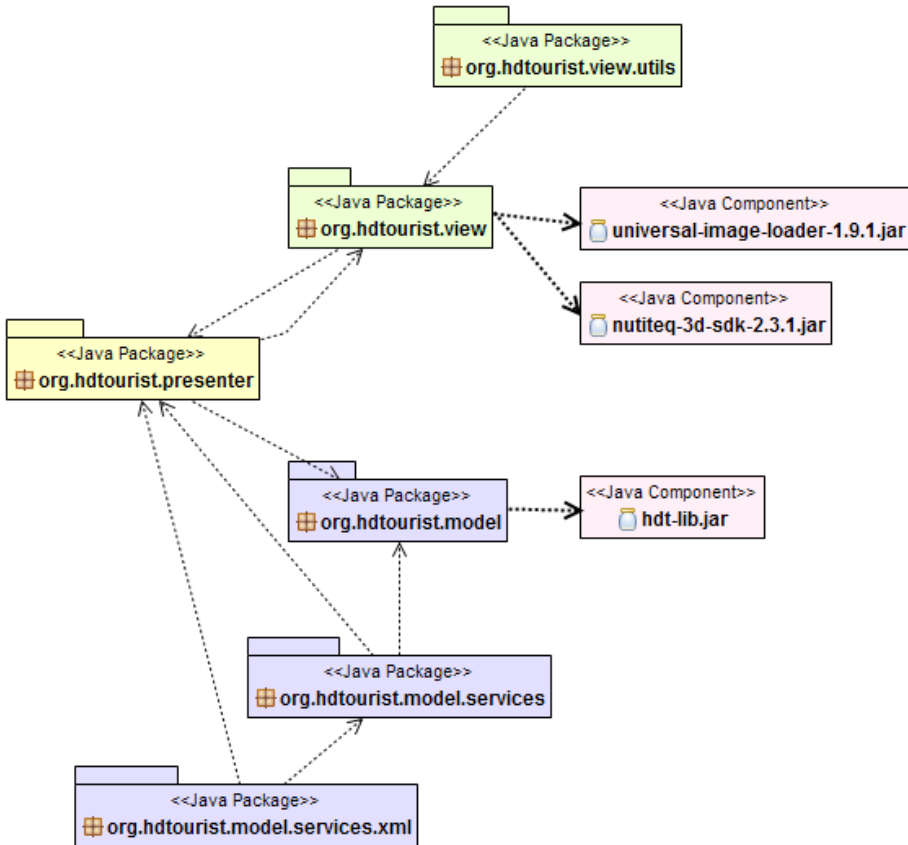 <<Java Package>>
org.hdtourist.view.utils
<<Java Package>>
org.hdtourist.view
<<Java Component>>
universal-image-loader-1.9.1.jar
<<Java Component>>
nutiteq-3d-sdk-2.3.1.jar
<<Java Package>>
org.hdtourist.presenter
<<Java Package>>
org.hdtourist.model
<<Java Component>>
hdt-lib.jar
<<Java Package>>
org.hdtourist.model.services
<<Java Package>>
org.hdtourist.model.services.xml